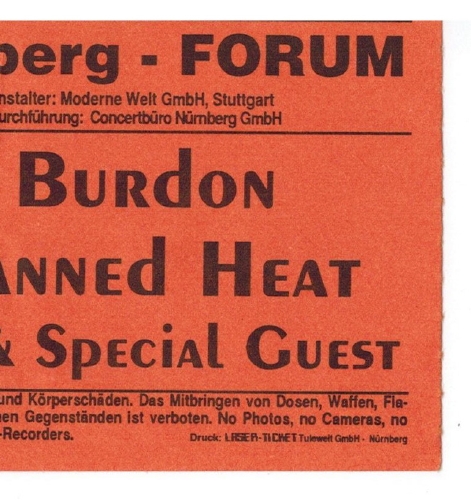 berg - FORUM
nstalter: Moderne Welt GmbH, Stuttgart
urchführung: Concertbüro Nürnberg GmbH
BURDON
ANNED HEAT
& SPECIAL GUEST
und Körperschäden. Das Mitbringen von Dosen, Waffen, Fla-
nen Gegenständen ist verboten. No Photos, no Cameras, no
-Recorders.
Druck: LASER-TICKET Tulewelt GmbH - Nürnberg